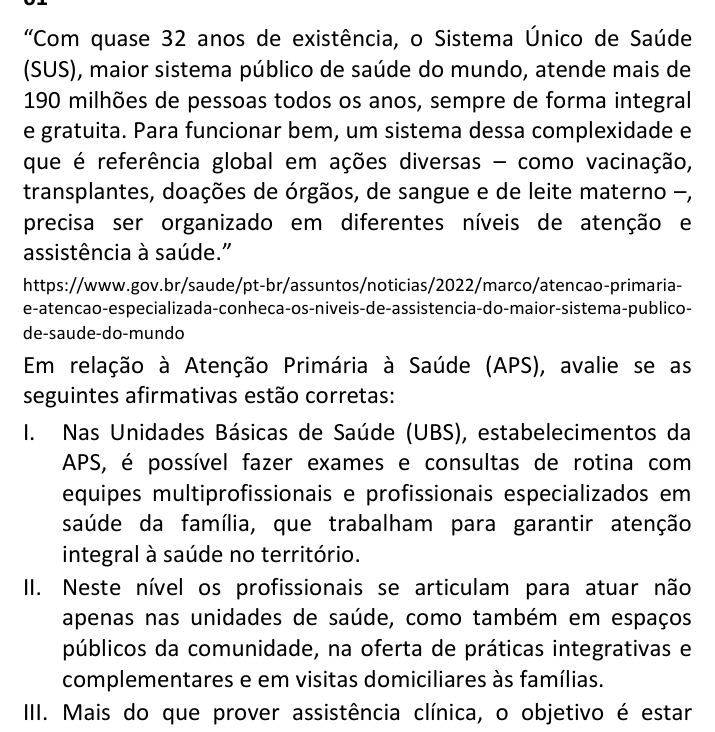 “Com quase 32 anos de existência, o Sistema Único de Saúde
(SUS), maior sistema público de saúde do mundo, atende mais de
190 milhões de pessoas todos os anos, sempre de forma integral
e gratuita. Para funcionar bem, um sistema dessa complexidade e
que é referência global em ações diversas – como vacinação,
transplantes, doações de órgãos, de sangue e de leite materno –,
precisa ser organizado em diferentes níveis de atenção e
assistência à saúde.”
https://www.gov.br/saude/pt-br/assuntos/noticias/2022/marco/atencao-primaria-
e-atencao-especializada-conheca-os-niveis-de-assistencia-do-maior-sistema-publico-
de-saude-do-mundo
Em relação à Atenção Primária à Saúde (APS), avalie se as
seguintes afirmativas estão corretas:
I. Nas Unidades Básicas de Saúde (UBS), estabelecimentos da
APS, é possível fazer exames e consultas de rotina com
equipes multiprofissionais e profissionais especializados em
saúde da família, que trabalham para garantir atenção
integral à saúde no território.
II. Neste nível os profissionais se articulam para atuar não
apenas nas unidades de saúde, como também em espaços
públicos da comunidade, na oferta de práticas integrativas e
complementares e em visitas domiciliares às famílias.
III. Mais do que prover assistência clínica, o objetivo é estar